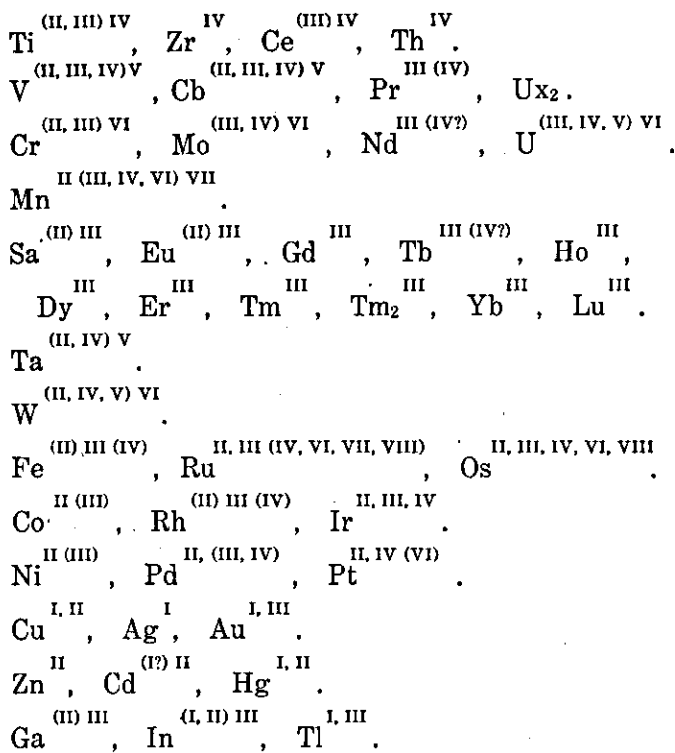 Ti(II, III) IV, Zr IV, Ce(III) IV, Th IV.
V(II, III, IV) V, Cb(II, III, IV) V, Pr III (IV), Ux₂.
Cr(II, III) VI, Mo(III, IV) VI, Nd III (IV?), U(III, IV, V) VI.
Mn II (III, IV, VI) VII.
Sa(II) III, Eu(II) III, Gd III, Tb III (IV?), Ho III,
Dy III, Er III, Tm III, Tm₂ III, Yb III, Lu III.
Ta(II, IV) V.
W(II, IV, V) VI.
Fe(II) III (IV), Ru II, III (IV, VI, VII, VIII), Os II, III, IV, VI, VIII.
Co II (III), Rh(II) III (IV), Ir II, III, IV.
Ni II (III), Pd II, (III, IV), Pt II, IV (VI).
Cu I, II, Ag I, Au I, III.
Zn II, Cd(I?) II, Hg I, II.
Ga(II) III, In(I, II) III, Tl I, III.